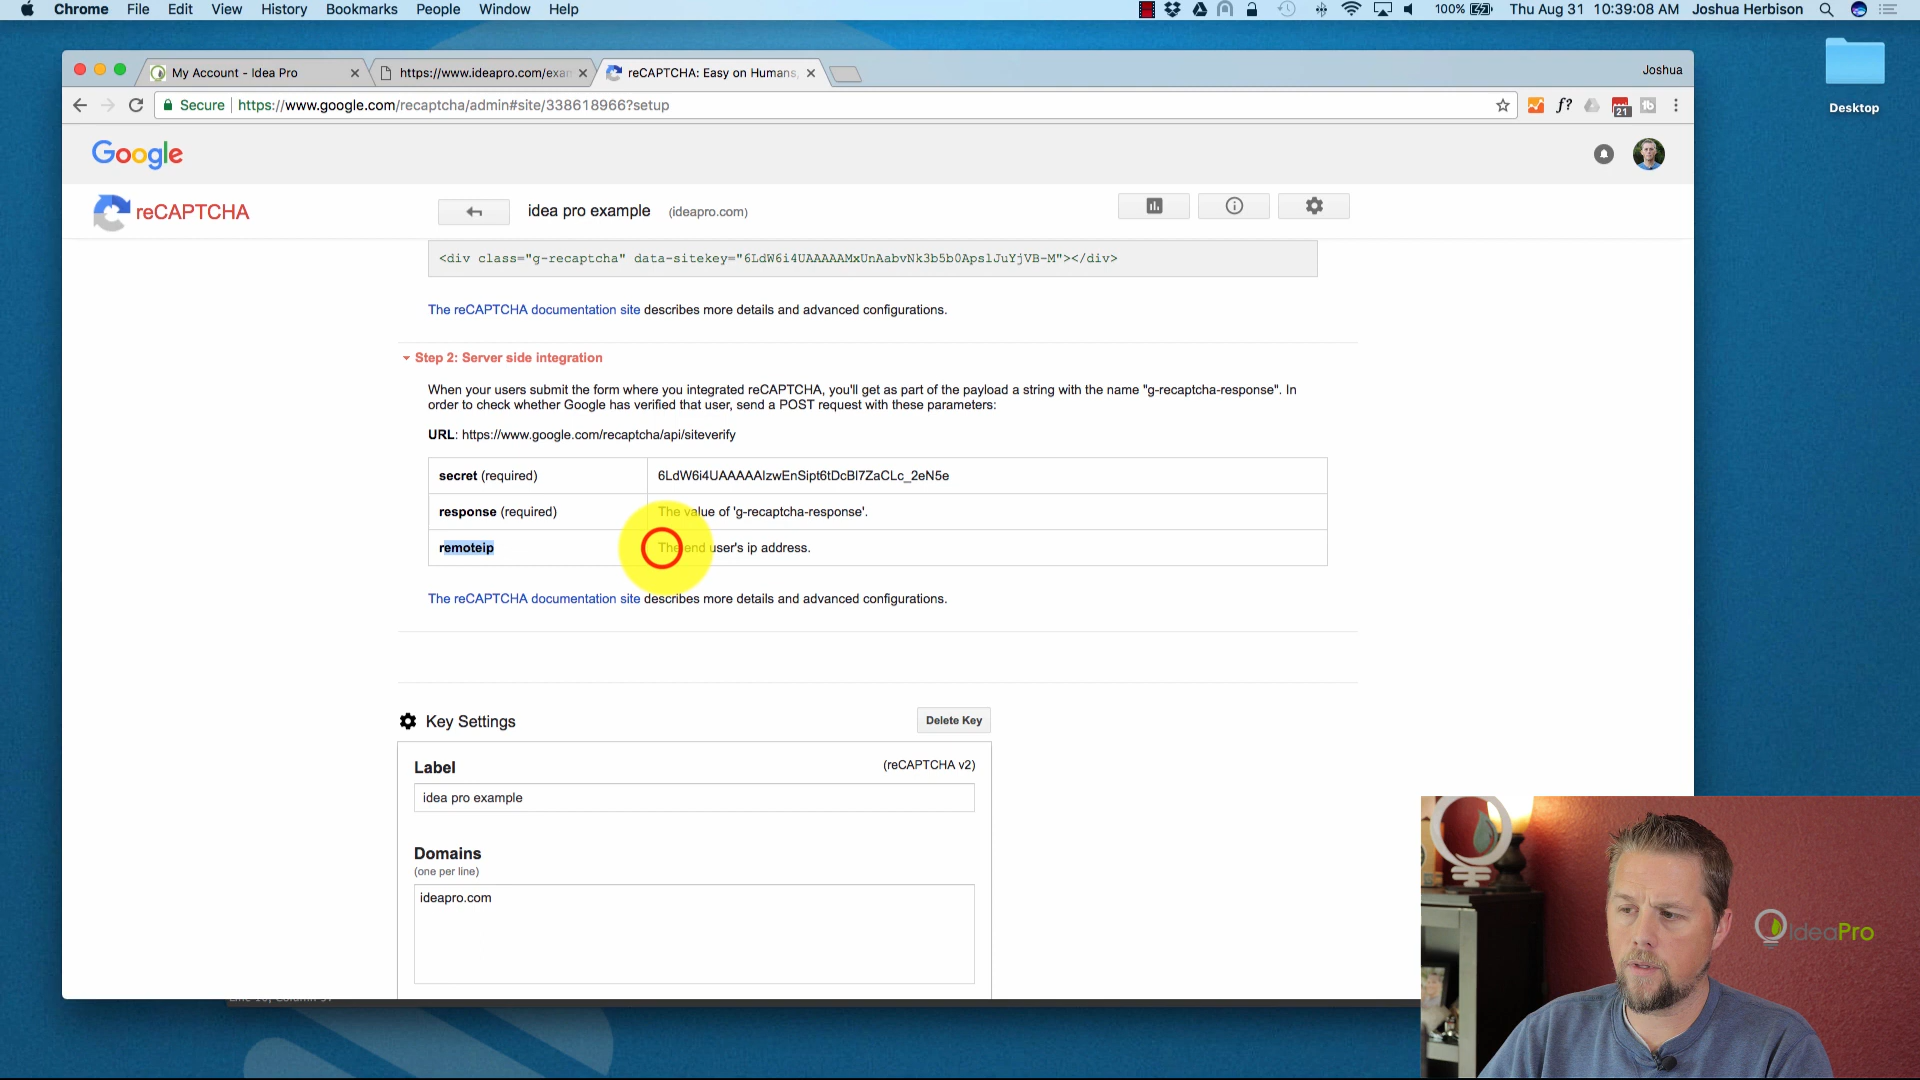 Chrome File Edit View History Bookmarks People Window Help 100% Thu Aug 31 10:39:08 AM Joshua Herbison
My Account - Idea Pro
https://www.ideapro.com/exam
reCAPTCHA: Easy on Humans,
Joshua
Secure https://www.google.com/recaptcha/admin#site/338618966?setup
f?
21
Desktop
Google
reCAPTCHA
idea pro example (ideapro.com)
<div class="g-recaptcha" data-sitekey="6LdW6i4UAAAAAMxUnAabvNk3b5b0ApslJuYjVB-M"></div>
The reCAPTCHA documentation site describes more details and advanced configurations.
Step 2: Server side integration
When your users submit the form where you integrated reCAPTCHA, you'll get as part of the payload a string with the name "g-recaptcha-response". In
order to check whether Google has verified that user, send a POST request with these parameters:
URL: https://www.google.com/recaptcha/api/siteverify
secret (required) 6LdW6i4UAAAAAIzwEnSipt6tDcBl7ZaCLc_2eN5e
response (required) The value of 'g-recaptcha-response'.
remoteip The end user's ip address.
The reCAPTCHA documentation site describes more details and advanced configurations.
Key Settings
Delete Key
Label (reCAPTCHA v2)
idea pro example
Domains
(one per line)
ideapro.com
ideaPro